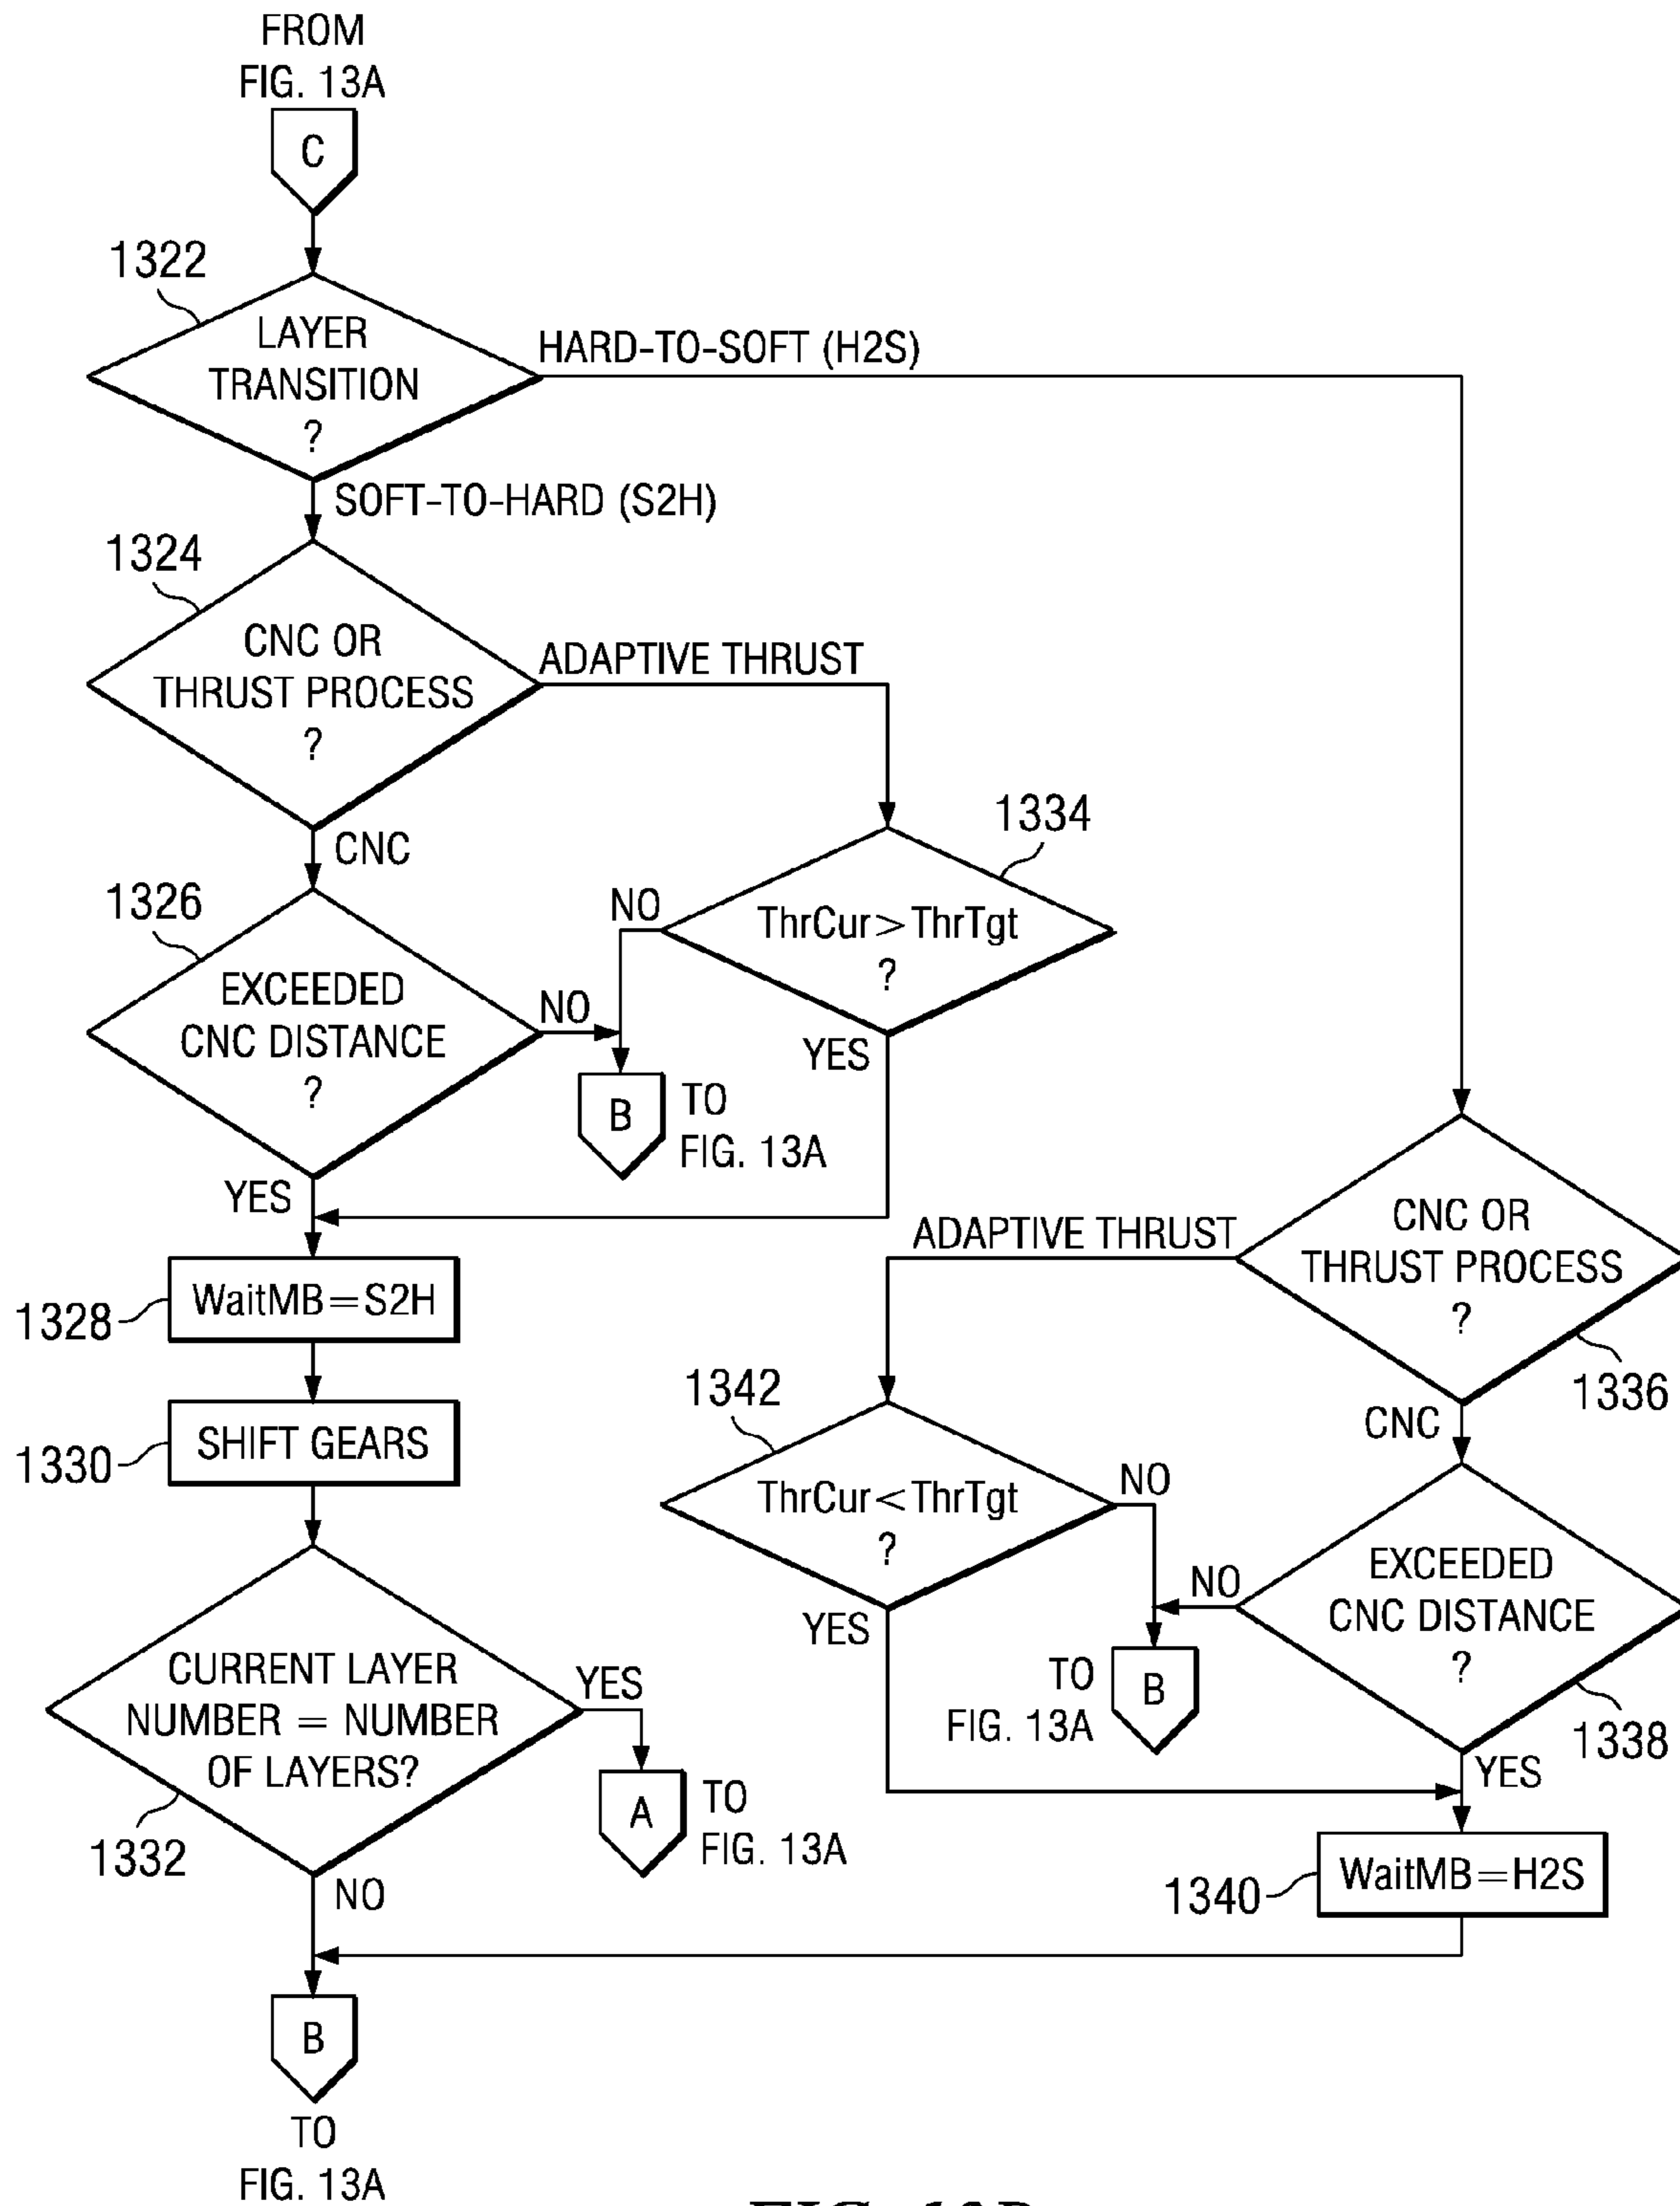 FROM
FIG. 13A
C
1322
LAYER
TRANSITION
?
HARD-TO-SOFT (H2S)
SOFT-TO-HARD (S2H)
1324
CNC OR
THRUST PROCESS
?
ADAPTIVE THRUST
CNC
1334
ThrCur>ThrTgt
?
NO
YES
1326
EXCEEDED
CNC DISTANCE
?
NO
B
TO
FIG. 13A
YES
1328
WaitMB=S2H
1330
SHIFT GEARS
CURRENT LAYER
NUMBER = NUMBER
OF LAYERS?
1332
YES
A
TO
FIG. 13A
NO
CNC OR
THRUST PROCESS
?
1336
ADAPTIVE THRUST
CNC
1342
ThrCur<ThrTgt
?
NO
YES
EXCEEDED
CNC DISTANCE
?
1338
NO
TO
FIG. 13A
B
YES
1340
WaitMB=H2S
B
TO
FIG. 13A